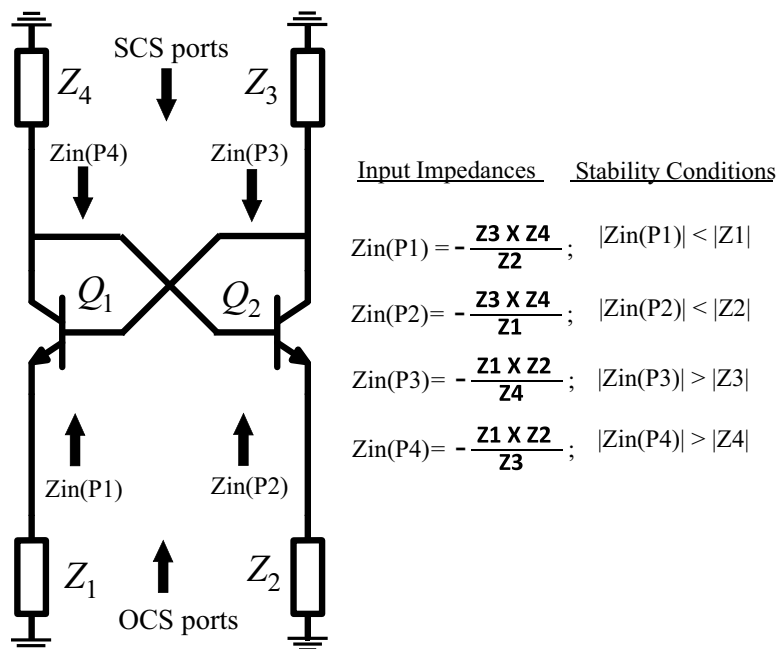 SCS ports
Z4
Z3
Zin(P4)
Zin(P3)
Q1
Q2
Zin(P1)
Zin(P2)
Z1
Z2
OCS ports
Input Impedances Stability Conditions
Zin(P1) = - Z3 X Z4 / Z2 ; |Zin(P1)| < |Z1|
Zin(P2)= - Z3 X Z4 / Z1 ; |Zin(P2)| < |Z2|
Zin(P3)= - Z1 X Z2 / Z4 ; |Zin(P3)| > |Z3|
Zin(P4)= - Z1 X Z2 / Z3 ; |Zin(P4)| > |Z4|